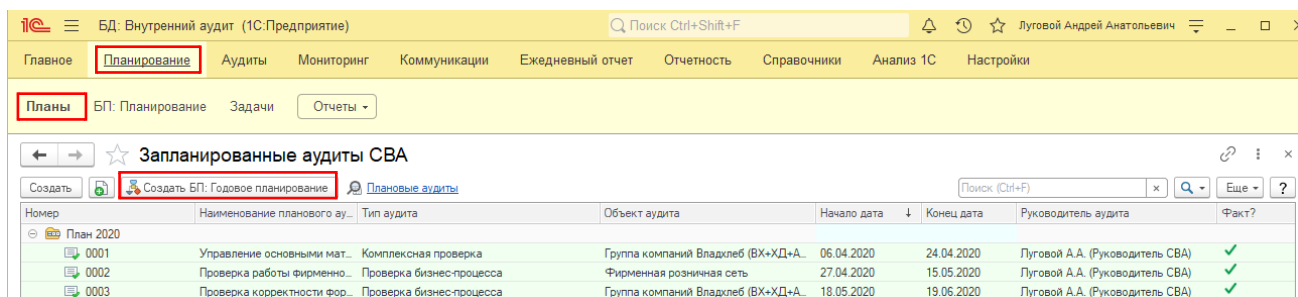 1С БД: Внутренний аудит (1С:Предприятие) Поиск Ctrl+Shift+F Луговой Андрей Анатольевич
Главное Планирование Аудиты Мониторинг Коммуникации Ежедневный отчет Отчетность Справочники Анализ 1С Настройки
Планы БП: Планирование Задачи Отчеты
Запланированные аудиты СВА
Создать Создать БП: Годовое планирование Плановые аудиты Поиск (Ctrl+F) × Еще ?
Номер Наименование планового ау... Тип аудита Объект аудита Начало дата ↓ Конец дата Руководитель аудита Факт?
План 2020
0001 Управление основными мат... Комплексная проверка Группа компаний Владхлеб (ВХ+ХД+А... 06.04.2020 24.04.2020 Луговой А.А. (Руководитель СВА)
0002 Проверка работы фирменно... Проверка бизнес-процесса Фирменная розничная сеть 27.04.2020 15.05.2020 Луговой А.А. (Руководитель СВА)
0003 Проверка корректности фор... Проверка бизнес-процесса Группа компаний Владхлеб (ВХ+ХД+А... 18.05.2020 19.06.2020 Луговой А.А. (Руководитель СВА)